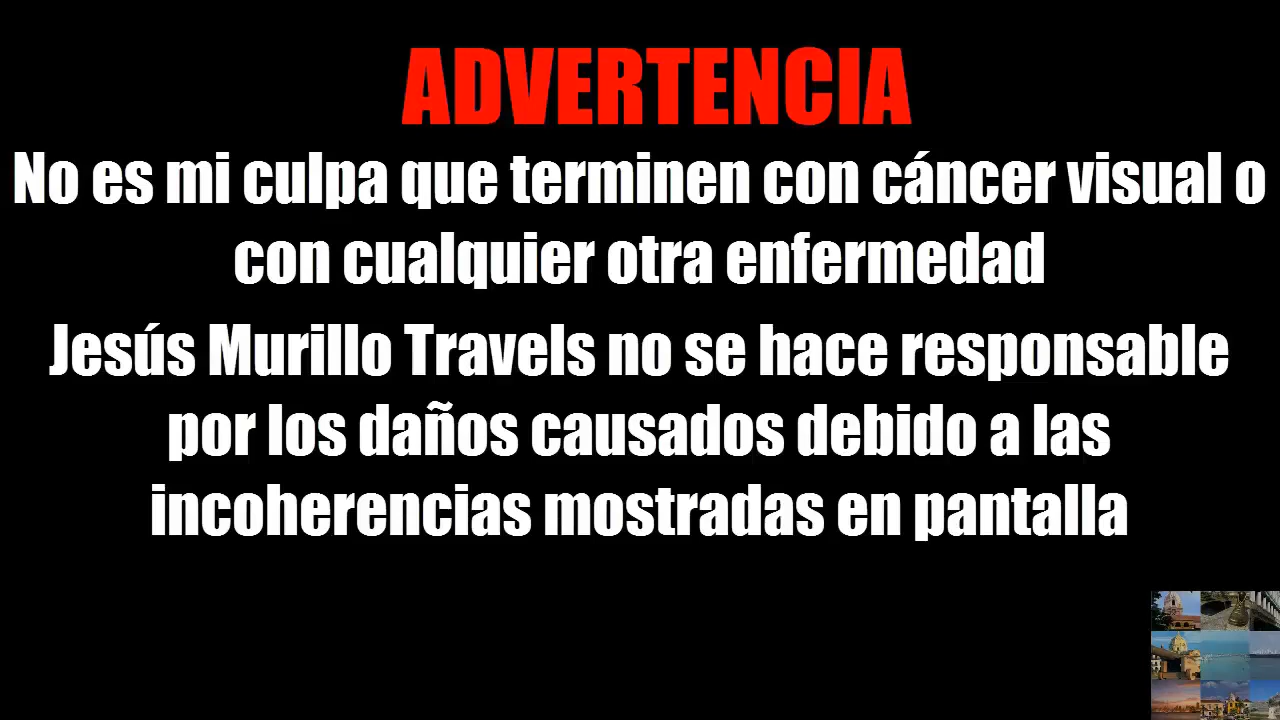 ADVERTENCIA
No es mi culpa que terminen con cáncer visual o
con cualquier otra enfermedad
Jesús Murillo Travels no se hace responsable
por los daños causados debido a las
incoherencias mostradas en pantalla